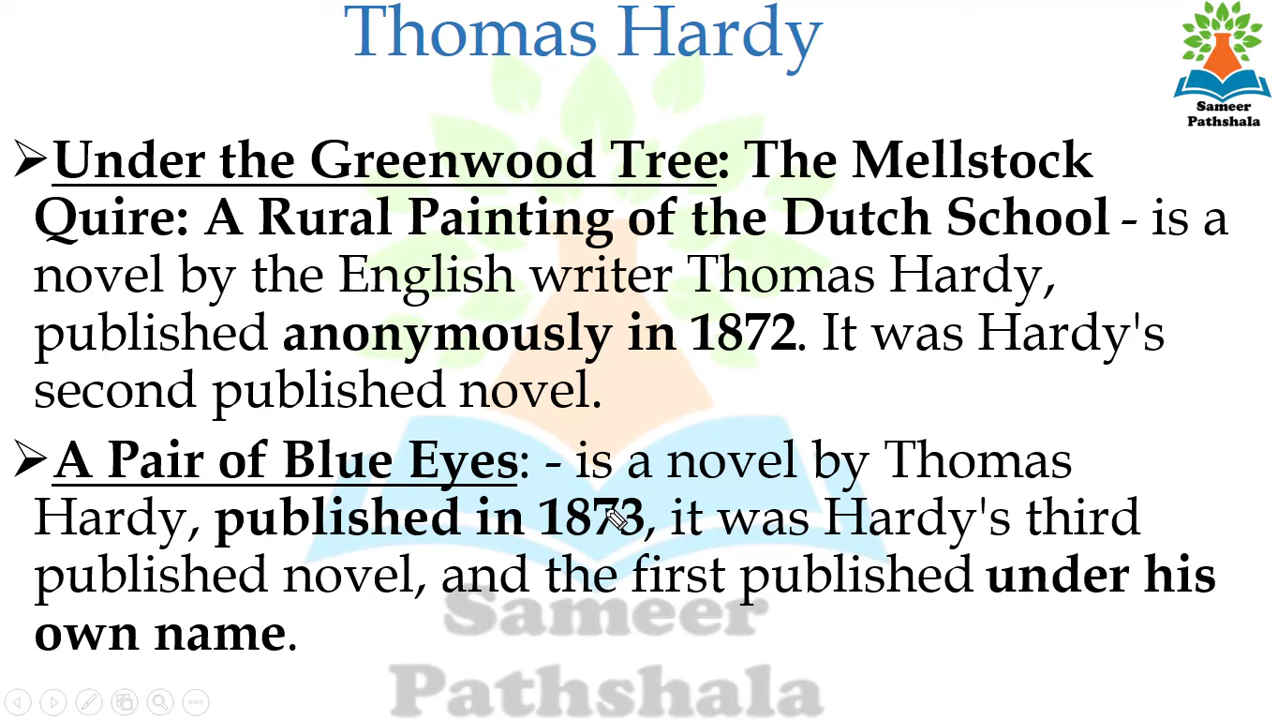 Thomas Hardy
Sameer
Pathshala
➢Under the Greenwood Tree: The Mellstock
Quire: A Rural Painting of the Dutch School - is a
novel by the English writer Thomas Hardy,
published anonymously in 1872. It was Hardy's
second published novel.
➢A Pair of Blue Eyes: - is a novel by Thomas
Hardy, published in 1873, it was Hardy's third
published novel, and the first published under his
own name.
Sameer
Pathshala